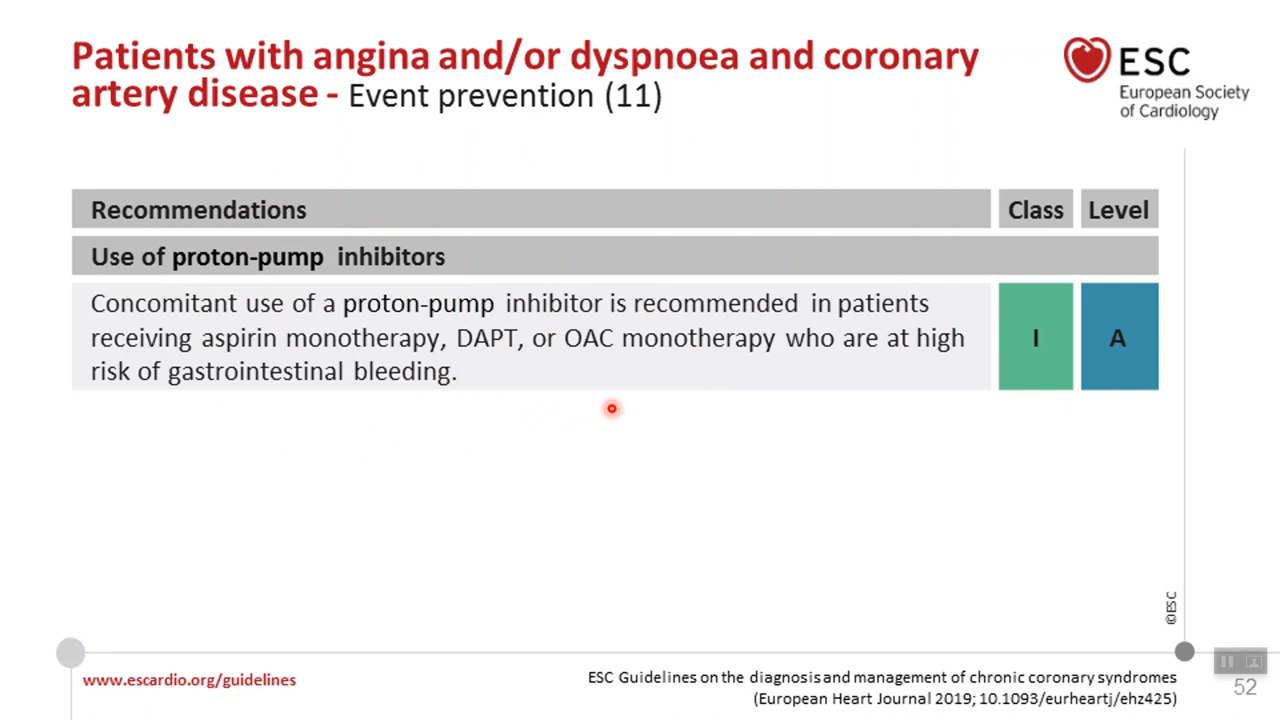 Patients with angina and/or dyspnoea and coronary
artery disease - Event prevention (11)
ESC
European Society
of Cardiology
Recommendations Class Level
Use of proton-pump inhibitors
Concomitant use of a proton-pump inhibitor is recommended in patients
receiving aspirin monotherapy, DAPT, or OAC monotherapy who are at high
risk of gastrointestinal bleeding.
I A
©ESC
www.escardio.org/guidelines
ESC Guidelines on the diagnosis and management of chronic coronary syndromes
(European Heart Journal 2019; 10.1093/eurheartj/ehz425)
52